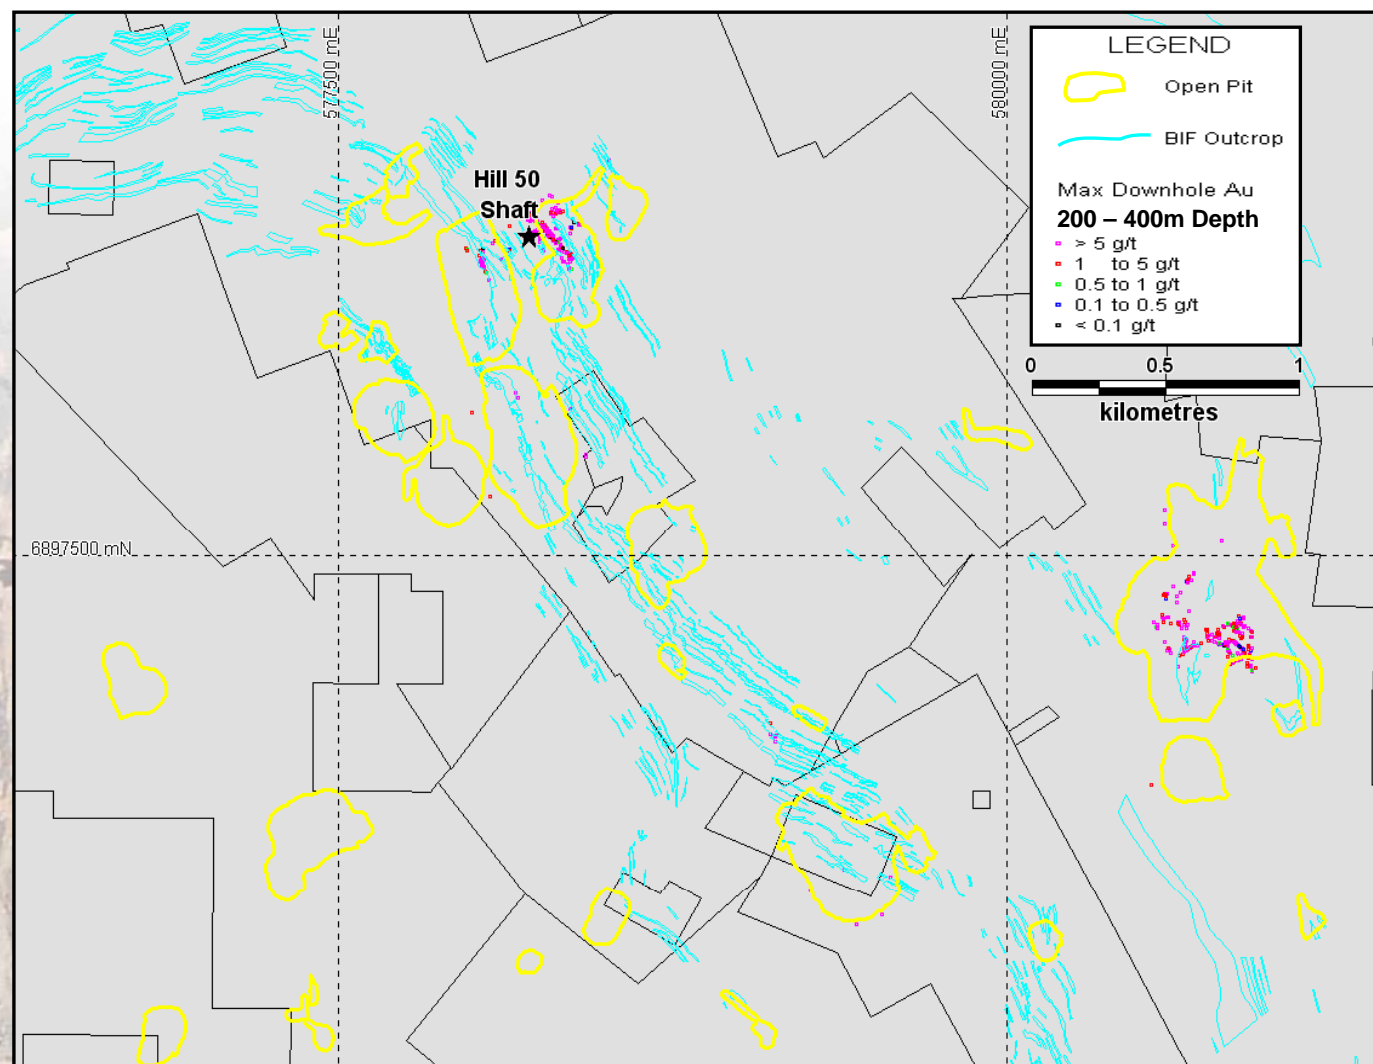 577500 mE
580000 mE
LEGEND
Open Pit
BIF Outcrop
Max Downhole Au
200 – 400m Depth
> 5 g/t
1 to 5 g/t
0.5 to 1 g/t
0.1 to 0.5 g/t
< 0.1 g/t
Hill 50
Shaft
0 0.5 1
kilometres
6897500 mN